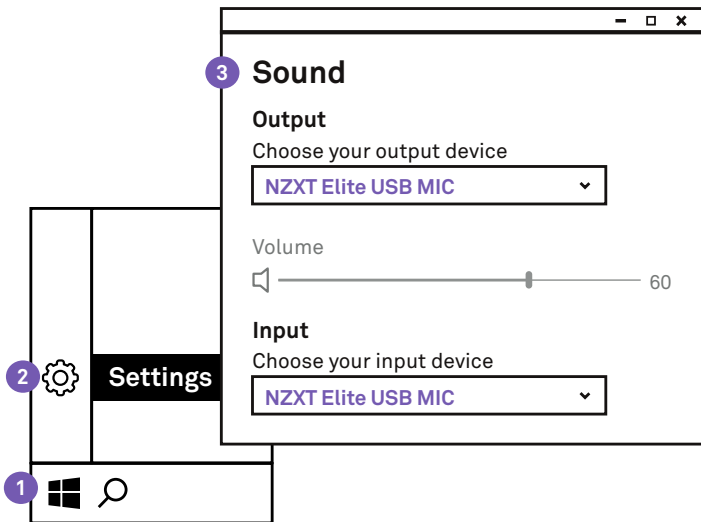 3
Sound
Output
Choose your output device
NZXT Elite USB MIC
Volume
60
Input
Choose your input device
NZXT Elite USB MIC
2
Settings
1